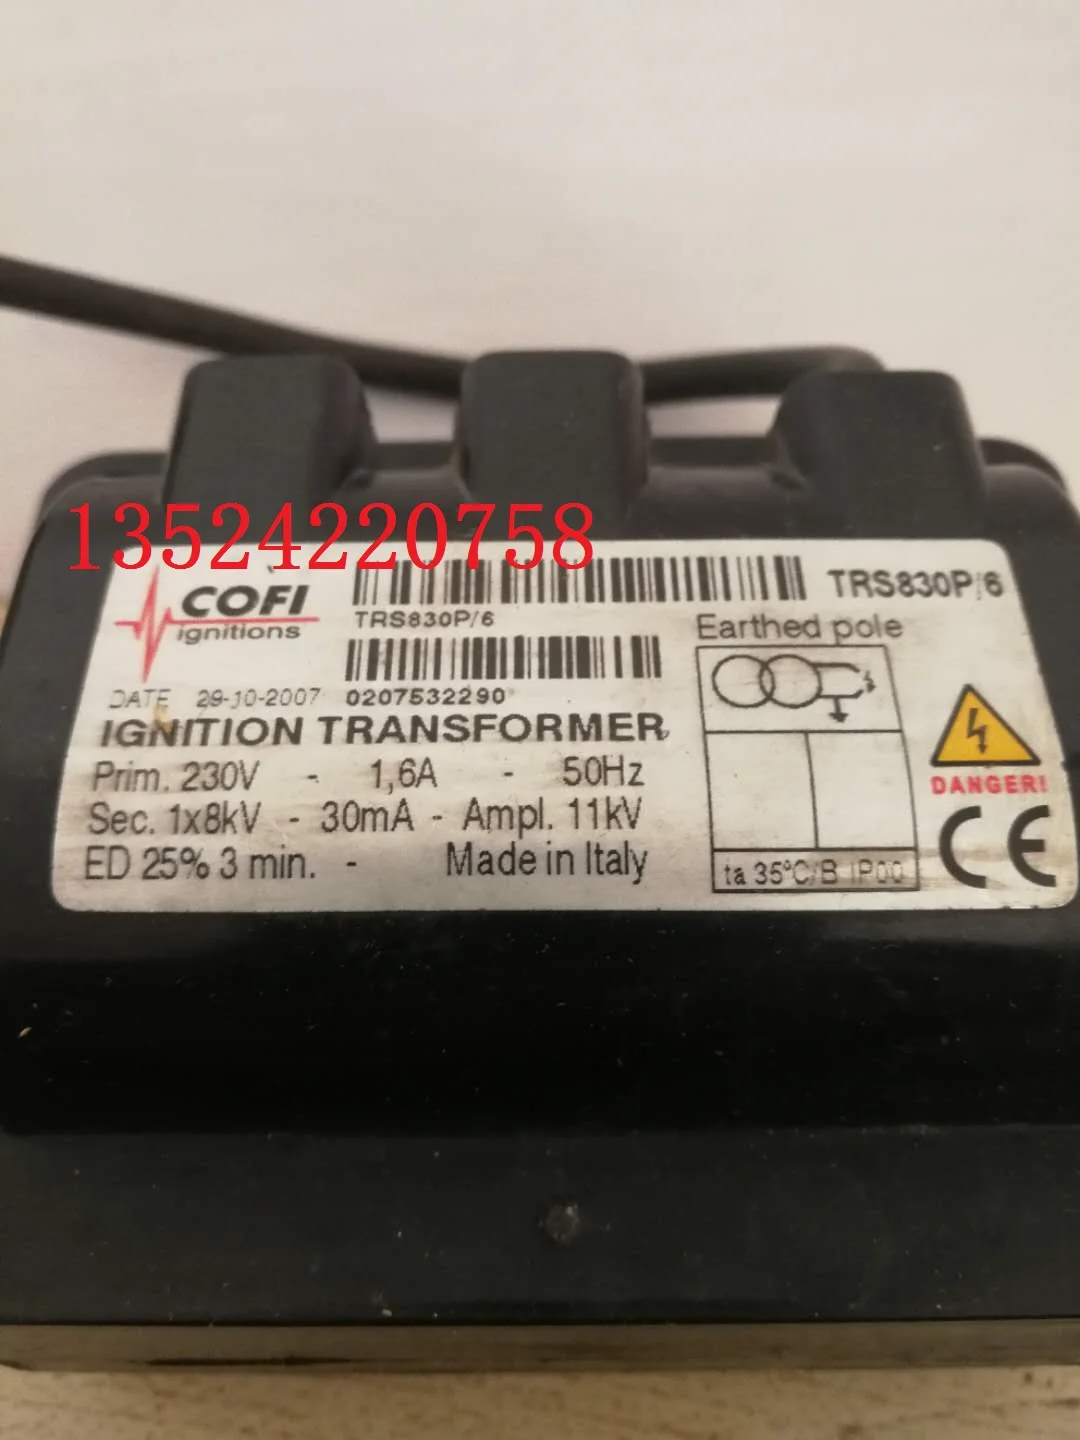 13524220758
COFI
ignitions
TRS830P/6
TRS830P/6
Earthed pole
DATE 29-10-2007 0207532290
IGNITION TRANSFORMER
Prim. 230V - 1,6A - 50Hz
Sec. 1x8kV - 30mA - Ampl. 11kV
ED 25% 3 min. - Made in Italy
ta 35°C/B IP00
DANGER!
CE